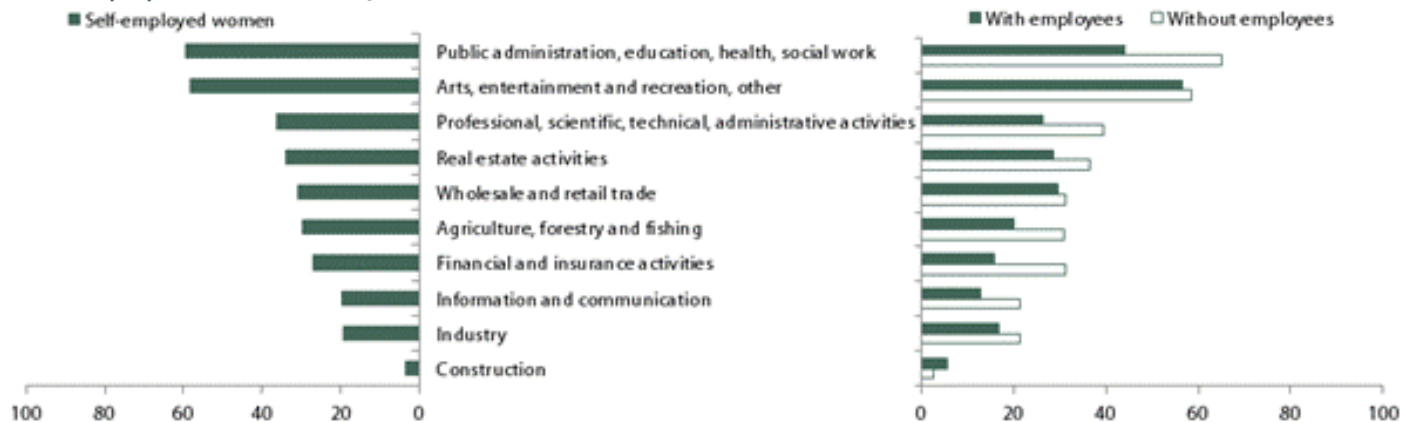 Self-employed women
With employees Without employees
Public administration, education, health, social work
Arts, entertainment and recreation, other
Professional, scientific, technical, administrative activities
Real estate activities
Wholesale and retail trade
Agriculture, forestry and fishing
Financial and insurance activities
Information and communication
Industry
Construction
100 80 60 40 20 0
0 20 40 60 80 100